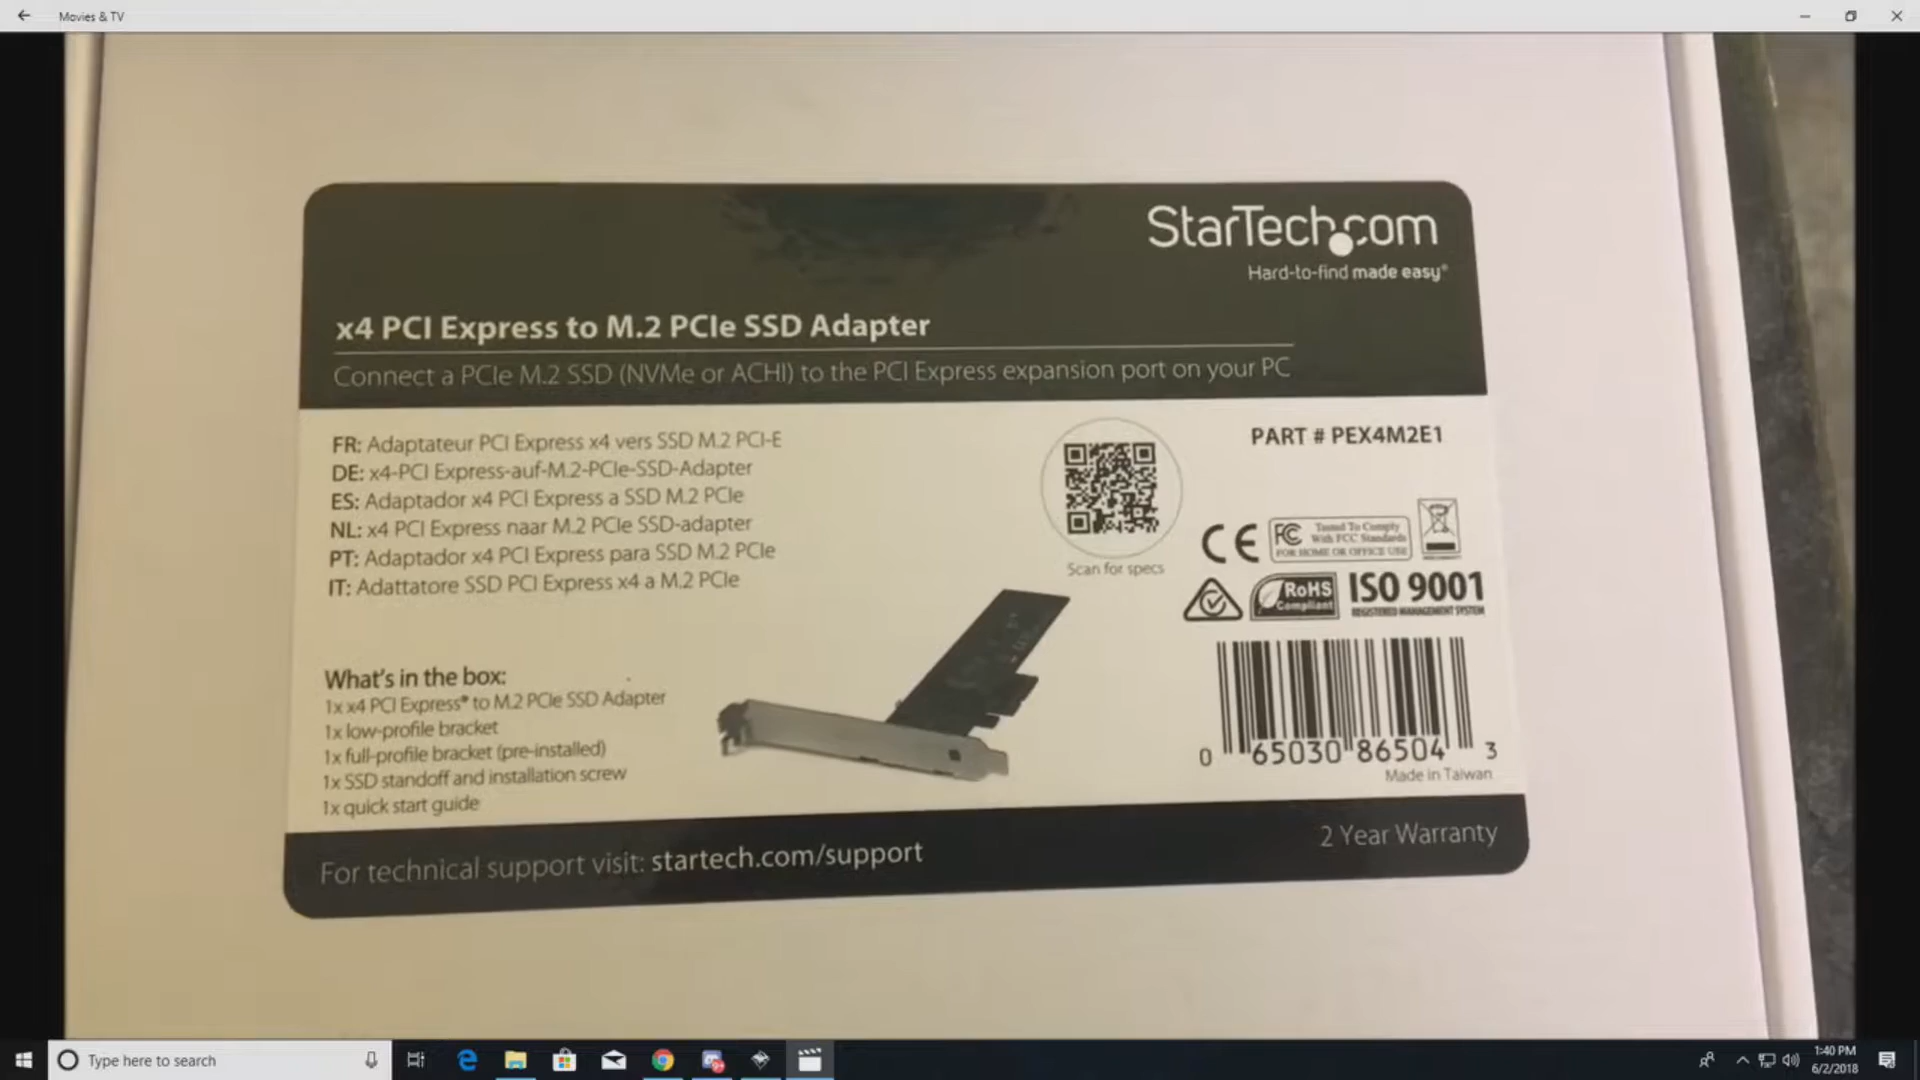 Movies & TV
StarTech.com
Hard-to-find made easy®
x4 PCI Express to M.2 PCIe SSD Adapter
Connect a PCIe M.2 SSD (NVMe or ACHI) to the PCI Express expansion port on your PC
FR: Adaptateur PCI Express x4 vers SSD M.2 PCI-E
DE: x4-PCI Express-auf-M.2-PCIe-SSD-Adapter
ES: Adaptador x4 PCI Express a SSD M.2 PCIe
NL: x4 PCI Express naar M.2 PCIe SSD-adapter
PT: Adaptador x4 PCI Express para SSD M.2 PCIe
IT: Adattatore SSD PCI Express x4 a M.2 PCIe
Scan for specs
PART # PEX4M2E1
CE
FC
Tested To Comply
With FCC Standards
FOR HOME OR OFFICE USE
RoHS
Compliant
ISO 9001
REGISTERED MANAGEMENT SYSTEM
What's in the box:
1x x4 PCI Express® to M.2 PCIe SSD Adapter
1x low-profile bracket
1x full-profile bracket (pre-installed)
1x SSD standoff and installation screw
1x quick start guide
0 65030 86504 3
Made in Taiwan
For technical support visit: startech.com/support
2 Year Warranty
Type here to search
1:40 PM
6/2/2018